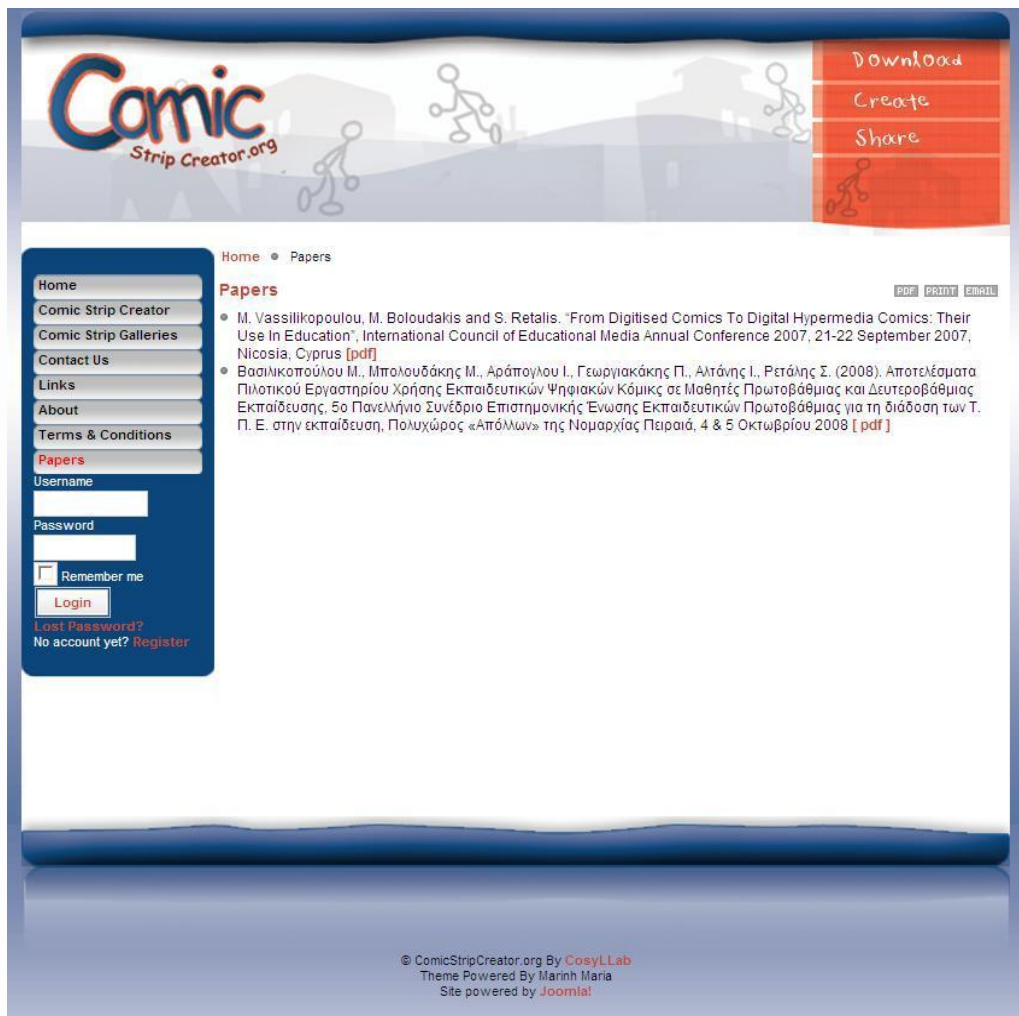 Comic
Strip Creator.org
Download
Create
Share
Home Papers
Home
Comic Strip Creator
Comic Strip Galleries
Contact Us
Links
About
Terms & Conditions
Papers
Username
Password
Remember me
Login
Lost Password?
No account yet? Register
Papers
PDF PRINT EMAIL
M. Vassilikopoulou, M. Boloudakis and S. Retalis. “From Digitised Comics To Digital Hypermedia Comics: Their
Use In Education”, International Council of Educational Media Annual Conference 2007, 21-22 September 2007,
Nicosia, Cyprus [pdf]
Βασιλικοπούλου Μ., Μπολουδάκης Μ., Αράπογλου Ι., Γεωργιακάκης Π., Αλτάνης Ι., Ρετάλης Σ. (2008). Αποτελέσματα
Πιλοτικού Εργαστηρίου Χρήσης Εκπαιδευτικών Ψηφιακών Κόμικς σε Μαθητές Πρωτοβάθμιας και Δευτεροβάθμιας
Εκπαίδευσης, 5ο Πανελλήνιο Συνέδριο Επιστημονικής Ένωσης Εκπαιδευτικών Πρωτοβάθμιας για τη διάδοση των Τ.
Π. Ε. στην εκπαίδευση, Πολυχώρος «Απόλλων» της Νομαρχίας Πειραιά, 4 & 5 Οκτωβρίου 2008 [ pdf ]
© ComicStripCreator.org By CosyLLab
Theme Powered By Marinh Maria
Site powered by Joomla!